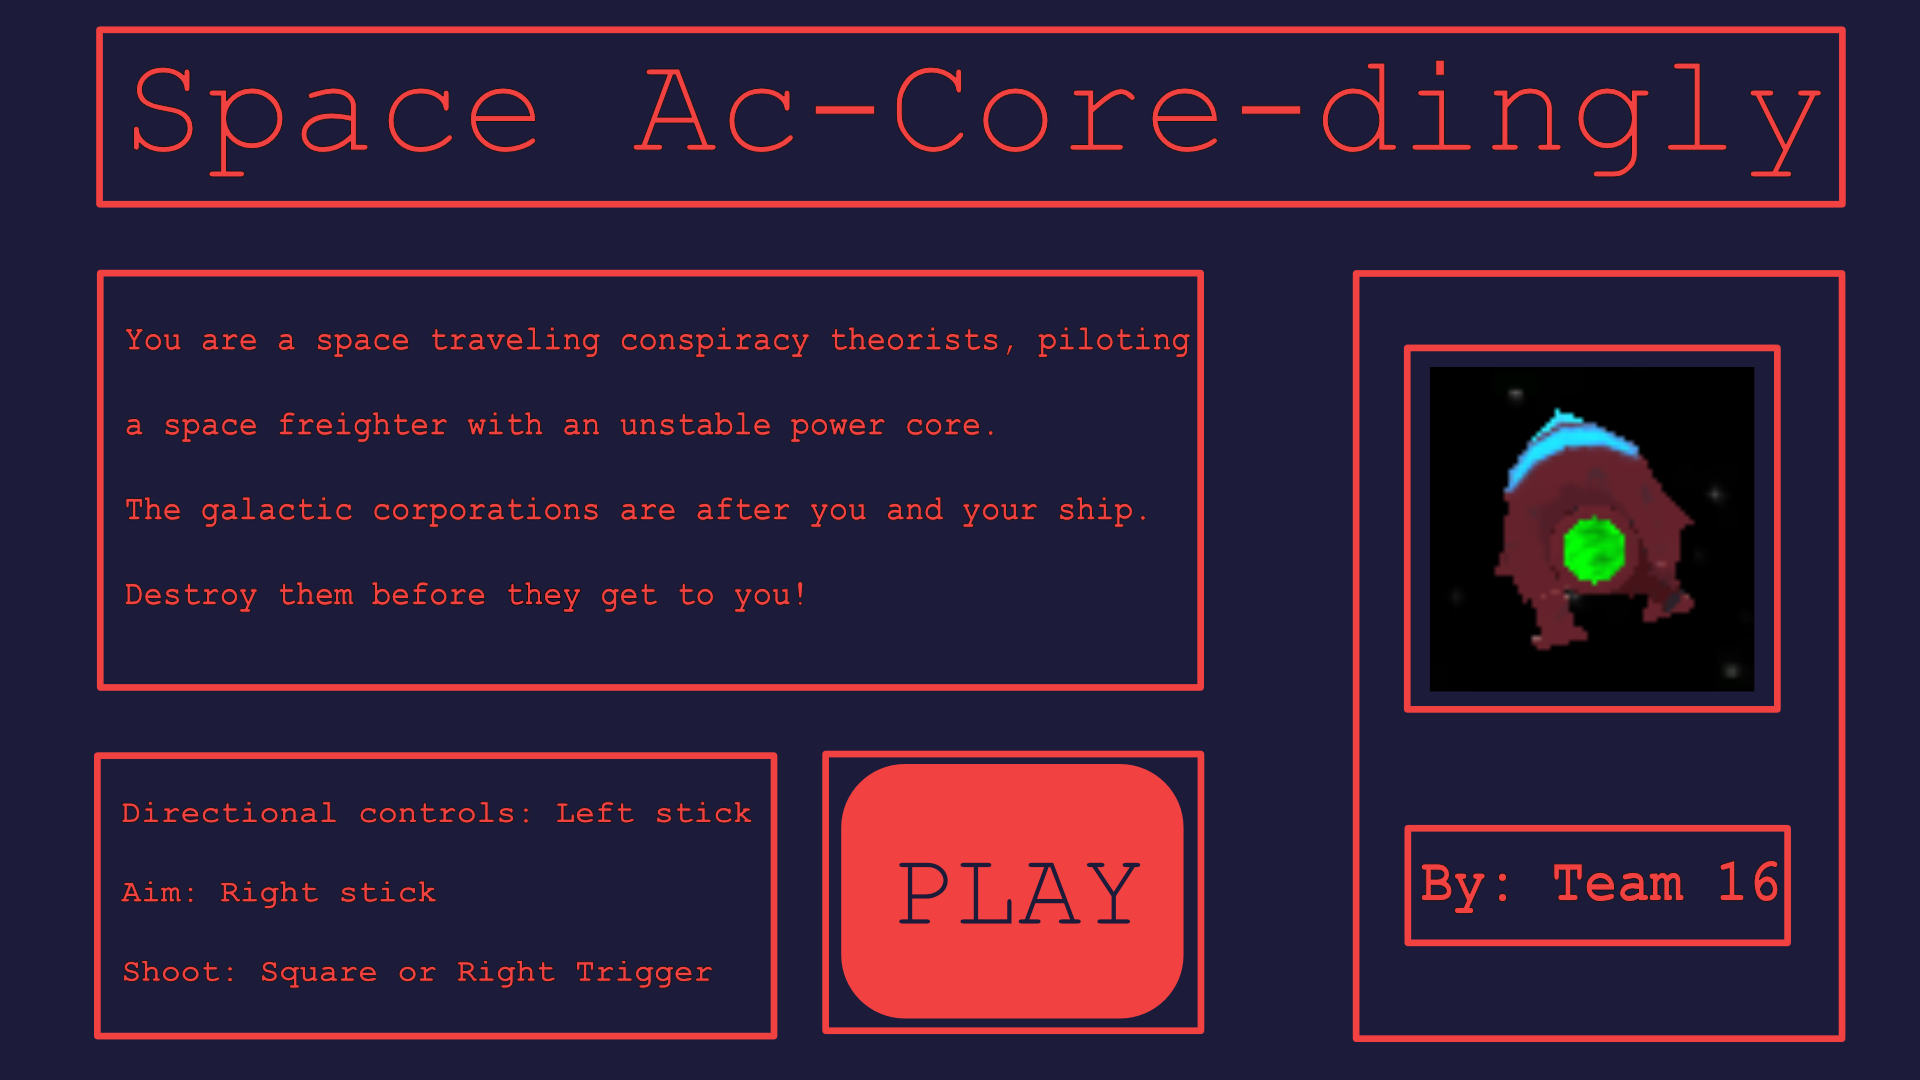 Space Ac-Core-dingly
You are a space traveling conspiracy theorists, piloting
a space freighter with an unstable power core.
The galactic corporations are after you and your ship.
Destroy them before they get to you!
Directional controls: Left stick
Aim: Right stick
Shoot: Square or Right Trigger
PLAY
By: Team 16